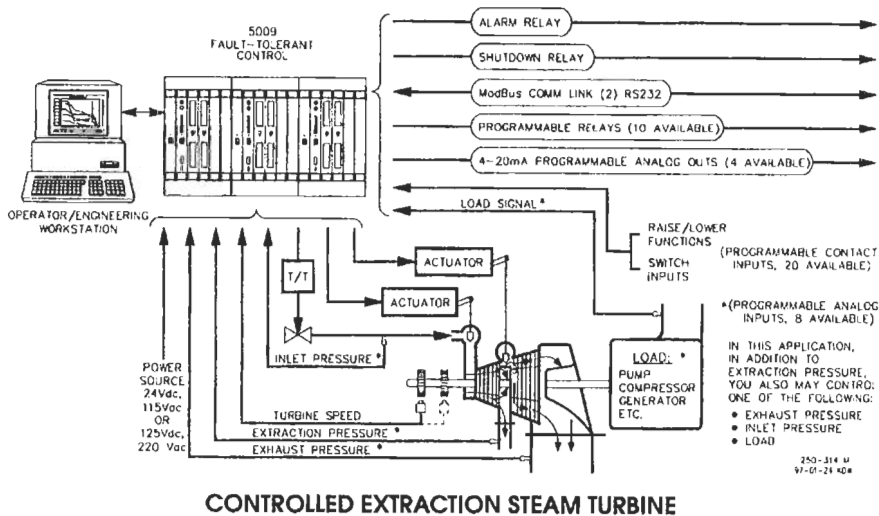 5009
FAULT-TOLERANT
CONTROL
ALARM RELAY
SHUTDOWN RELAY
ModBus COMM LINK (2) RS232
PROGRAMMABLE RELAYS (10 AVAILABLE)
4-20mA PROGRAMMABLE ANALOG OUTS (4 AVAILABLE)
LOAD SIGNAL*
OPERATOR/ENGINEERING
WORKSTATION
RAISE/LOWER
FUNCTIONS
SWITCH
INPUTS
(PROGRAMMABLE CONTACT
INPUTS, 20 AVAILABLE)
ACTUATOR
T/T
ACTUATOR
*(PROGRAMMABLE ANALOG
INPUTS, 8 AVAILABLE)
INLET PRESSURE*
POWER
SOURCE
24Vdc,
115Vac
OR
125Vdc,
220 Vac
TURBINE SPEED
EXTRACTION PRESSURE*
EXHAUST PRESSURE*
LOAD: *
PUMP
COMPRESSOR
GENERATOR
ETC.
IN THIS APPLICATION,
IN ADDITION TO
EXTRACTION PRESSURE,
YOU ALSO MAY CONTROL
ONE OF THE FOLLOWING:
• EXHAUST PRESSURE
• INLET PRESSURE
• LOAD
250-314
CONTROLLED EXTRACTION STEAM TURBINE